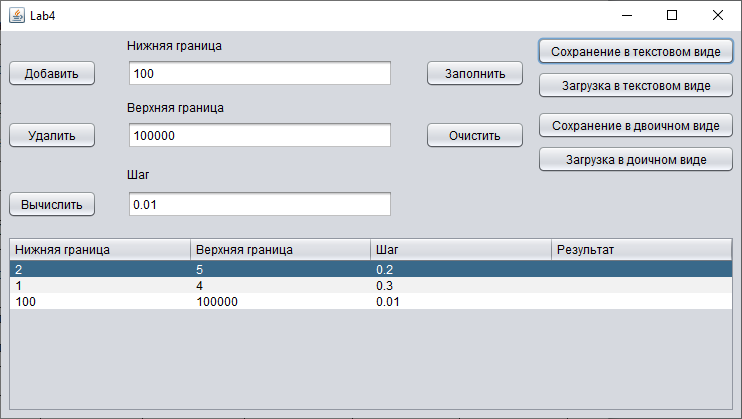 Lab4
Нижняя граница
Сохранение в текстовом виде
Добавить
100
Заполнить
Загрузка в текстовом виде
Верхняя граница
Удалить
100000
Очистить
Сохранение в двоичном виде
Загрузка в доичном виде
Шаг
Вычислить
0.01
Нижняя граница Верхняя граница Шаг Результат
2 5 0.2
1 4 0.3
100 100000 0.01